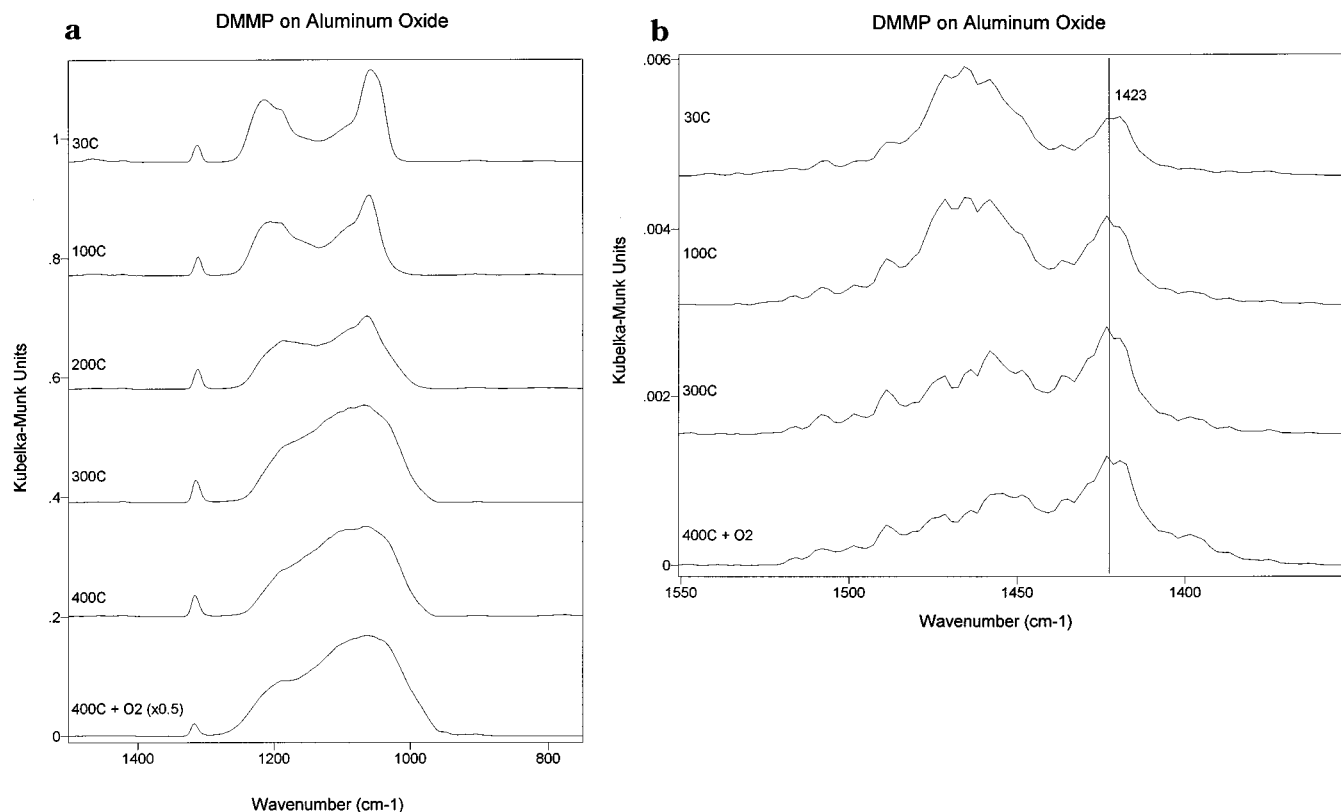 a
DMMP on Aluminum Oxide
Kubelka-Munk Units
1
.8
.6
.4
.2
0
30C
100C
200C
300C
400C
400C + O2 (x0.5)
1400 1200 1000 800
Wavenumber (cm-1)
b
DMMP on Aluminum Oxide
Kubelka-Munk Units
.006
.004
.002
0
1423
30C
100C
300C
400C + O2
1550 1500 1450 1400
Wavenumber (cm-1)